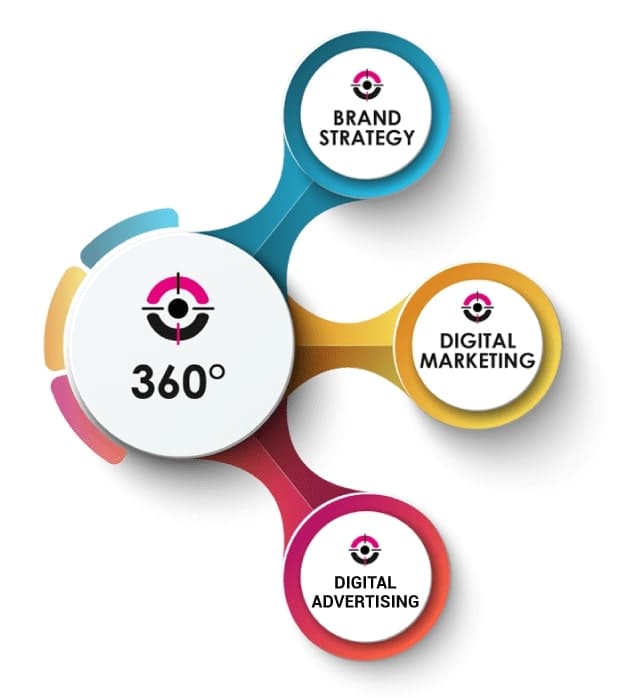 BRAND
STRATEGY
360°
DIGITAL
MARKETING
DIGITAL
ADVERTISING